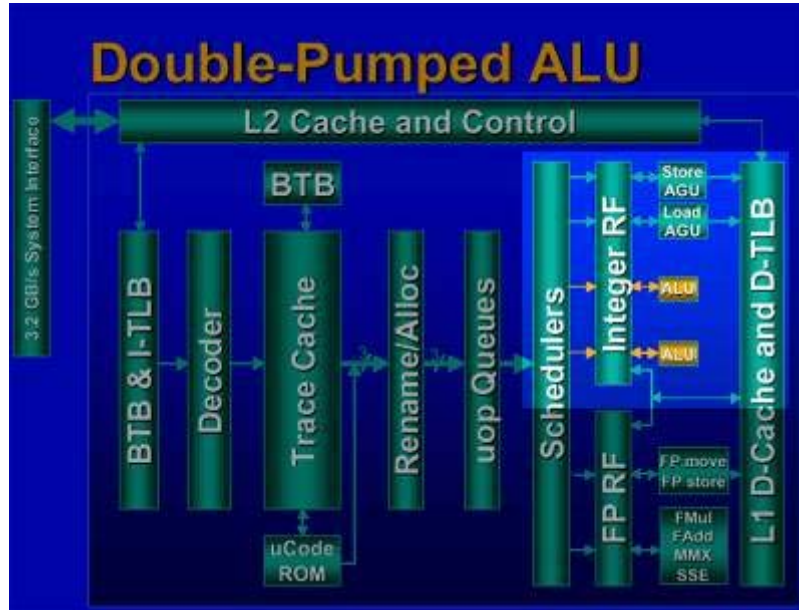 Double-Pumped ALU
L2 Cache and Control
3.2 GB/s System Interface
BTB
Store
AGU
Load
AGU
ALU
ALU
BTB & I-TLB
Decoder
Trace Cache
3
Rename/Alloc
3
uop Queues
Schedulers
Integer RF
FP RF
L1 D-Cache and D-TLB
FP move
FP store
FMul
FAdd
MMX
SSE
uCode
ROM